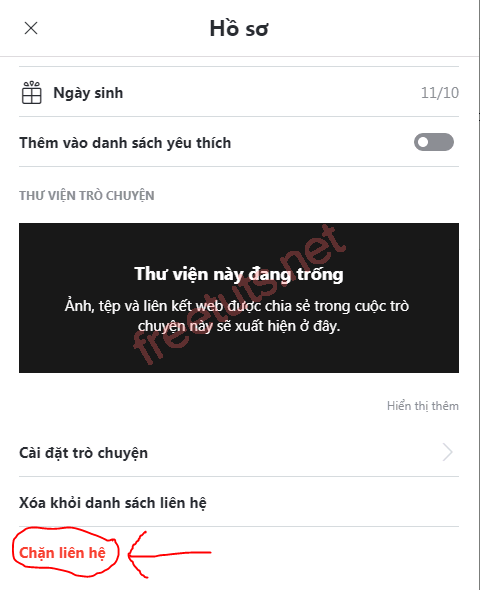 Hồ sơ
Ngày sinh 11/10
Thêm vào danh sách yêu thích
THƯ VIỆN TRÒ CHUYỆN
Thư viện này đang trống
Ảnh, tệp và liên kết web được chia sẻ trong cuộc trò
chuyện này sẽ xuất hiện ở đây.
freetuts.net
Hiển thị thêm
Cài đặt trò chuyện
Xóa khỏi danh sách liên hệ
Chặn liên hệ